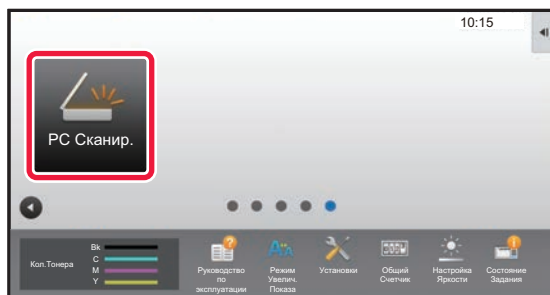 10:15
PC Сканир.
Кол.Тонера
Bk
C
M
Y
Руководство
по
эксплуатации
Режим
Увелич.
Показа
Установки
Общий
Счетчик
Настройка
Яркости
Состояние
Задания